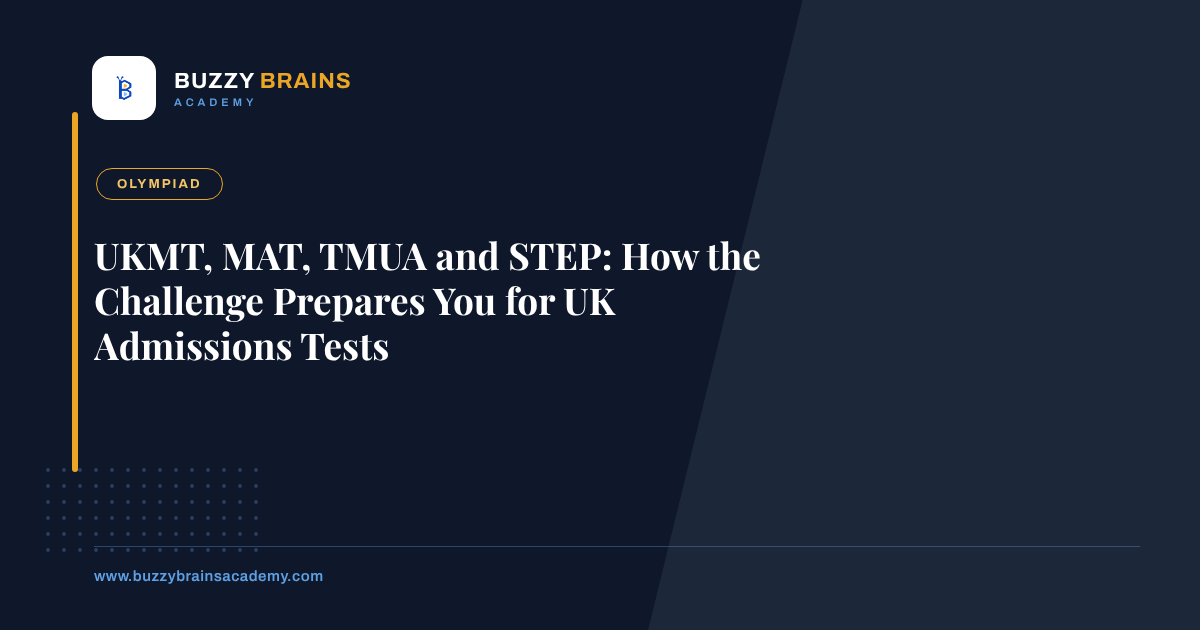 BUZZY BRAINS
ACADEMY
OLYMPIAD
UKMT, MAT, TMUA and STEP: How the
Challenge Prepares You for UK
Admissions Tests
www.buzzybrainsacademy.com